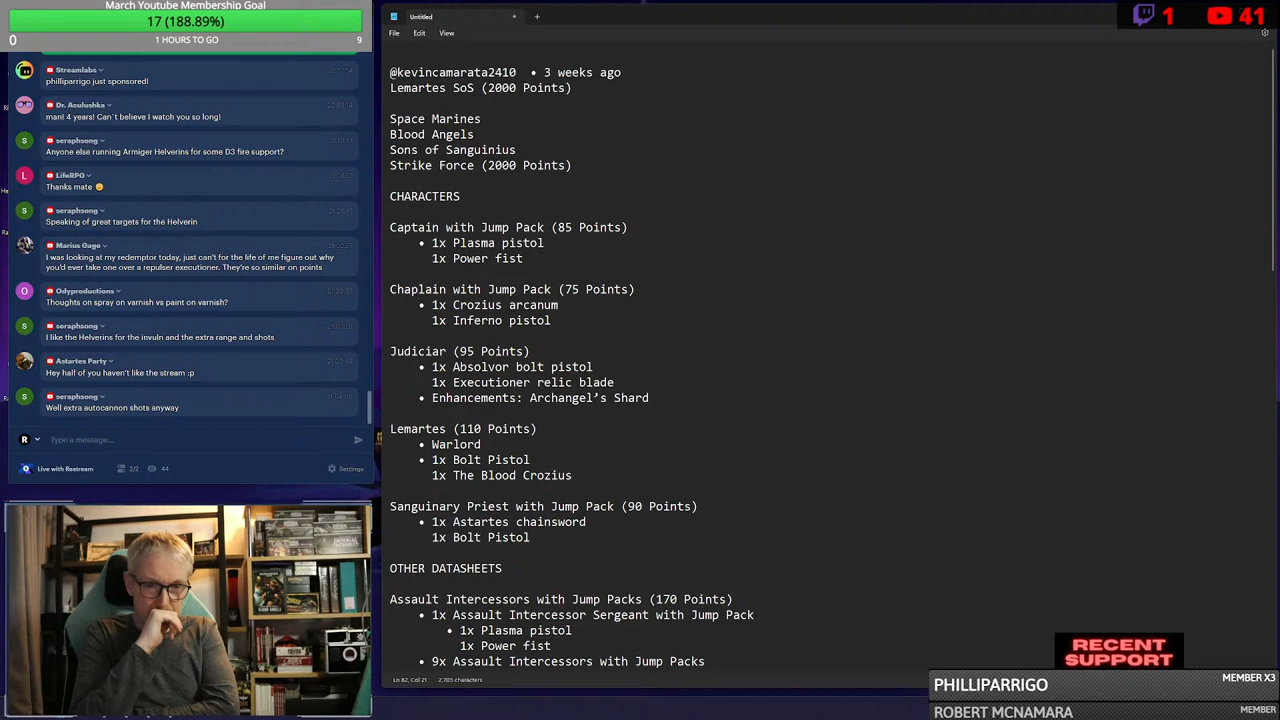 March Youtube Membership Goal
17 (188.89%)
0
1 HOURS TO GO
9
Streamlabs
philliparrigo just sponsored!
Dr. Aculushka
man! 4 years! Can´t believe I watch you so long!
seraphsong
Anyone else running Armiger Helverins for some D3 fire support?
LifeRPG
Thanks mate
seraphsong
Speaking of great targets for the Helverin
Marius Gage
I was looking at my redemptor today, just can't for the life of me figure out why
you'd ever take one over a repulser executioner. They're so similar on points
Odyproductions
Thoughts on spray on varnish vs paint on varnish?
seraphsong
I like the Helverins for the invuln and the extra range and shots
Astartes Party
Hey half of you haven't like the stream :p
seraphsong
Well extra autocannon shots anyway
R
Type a message...
Live with Restream
2/2
44
Settings
Untitled
File Edit View
@kevincamarata2410 • 3 weeks ago
Lemartes SoS (2000 Points)
Space Marines
Blood Angels
Sons of Sanguinius
Strike Force (2000 Points)
CHARACTERS
Captain with Jump Pack (85 Points)
• 1x Plasma pistol
1x Power fist
Chaplain with Jump Pack (75 Points)
• 1x Crozius arcanum
1x Inferno pistol
Judiciar (95 Points)
• 1x Absolvor bolt pistol
1x Executioner relic blade
• Enhancements: Archangel's Shard
Lemartes (110 Points)
• Warlord
• 1x Bolt Pistol
1x The Blood Crozius
Sanguinary Priest with Jump Pack (90 Points)
• 1x Astartes chainsword
1x Bolt Pistol
OTHER DATASHEETS
Assault Intercessors with Jump Packs (170 Points)
• 1x Assault Intercessor Sergeant with Jump Pack
• 1x Plasma pistol
1x Power fist
• 9x Assault Intercessors with Jump Packs
Ln 82, Col 21
2,703 characters
1
41
RECENT
SUPPORT
PHILLIPARRIGO
MEMBER X3
ROBERT MCNAMARA
MEMBER